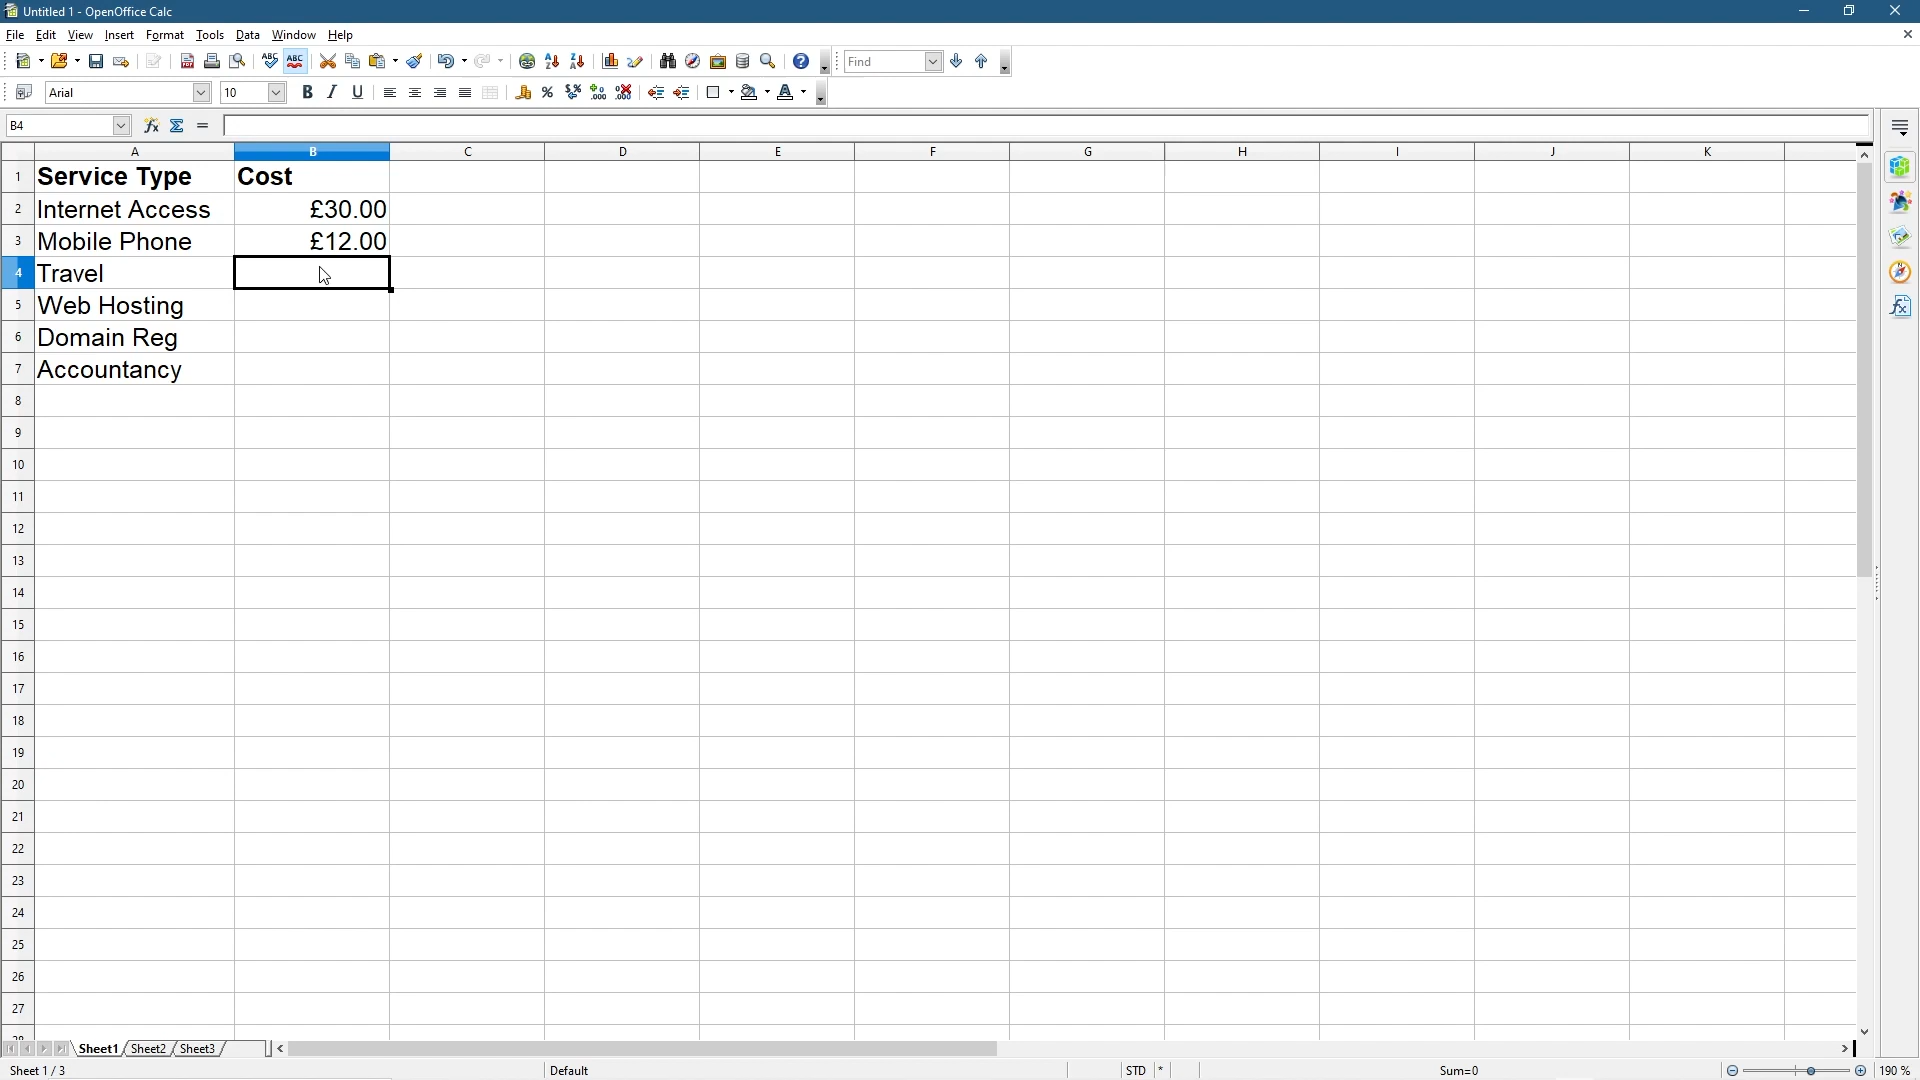 Untitled 1 - OpenOffice Calc
File Edit View Insert Format Tools Data Window Help
ABC ABC Find
Arial 10 B I U
B4
A B C D E F G H I J K
1 Service Type Cost
2 Internet Access £30.00
3 Mobile Phone £12.00
4 Travel
5 Web Hosting
6 Domain Reg
7 Accountancy
8
9
10
11
12
13
14
15
16
17
18
19
20
21
22
23
24
25
26
27
Sheet1 Sheet2 Sheet3
Sheet 1 / 3 Default STD * Sum=0 190 %